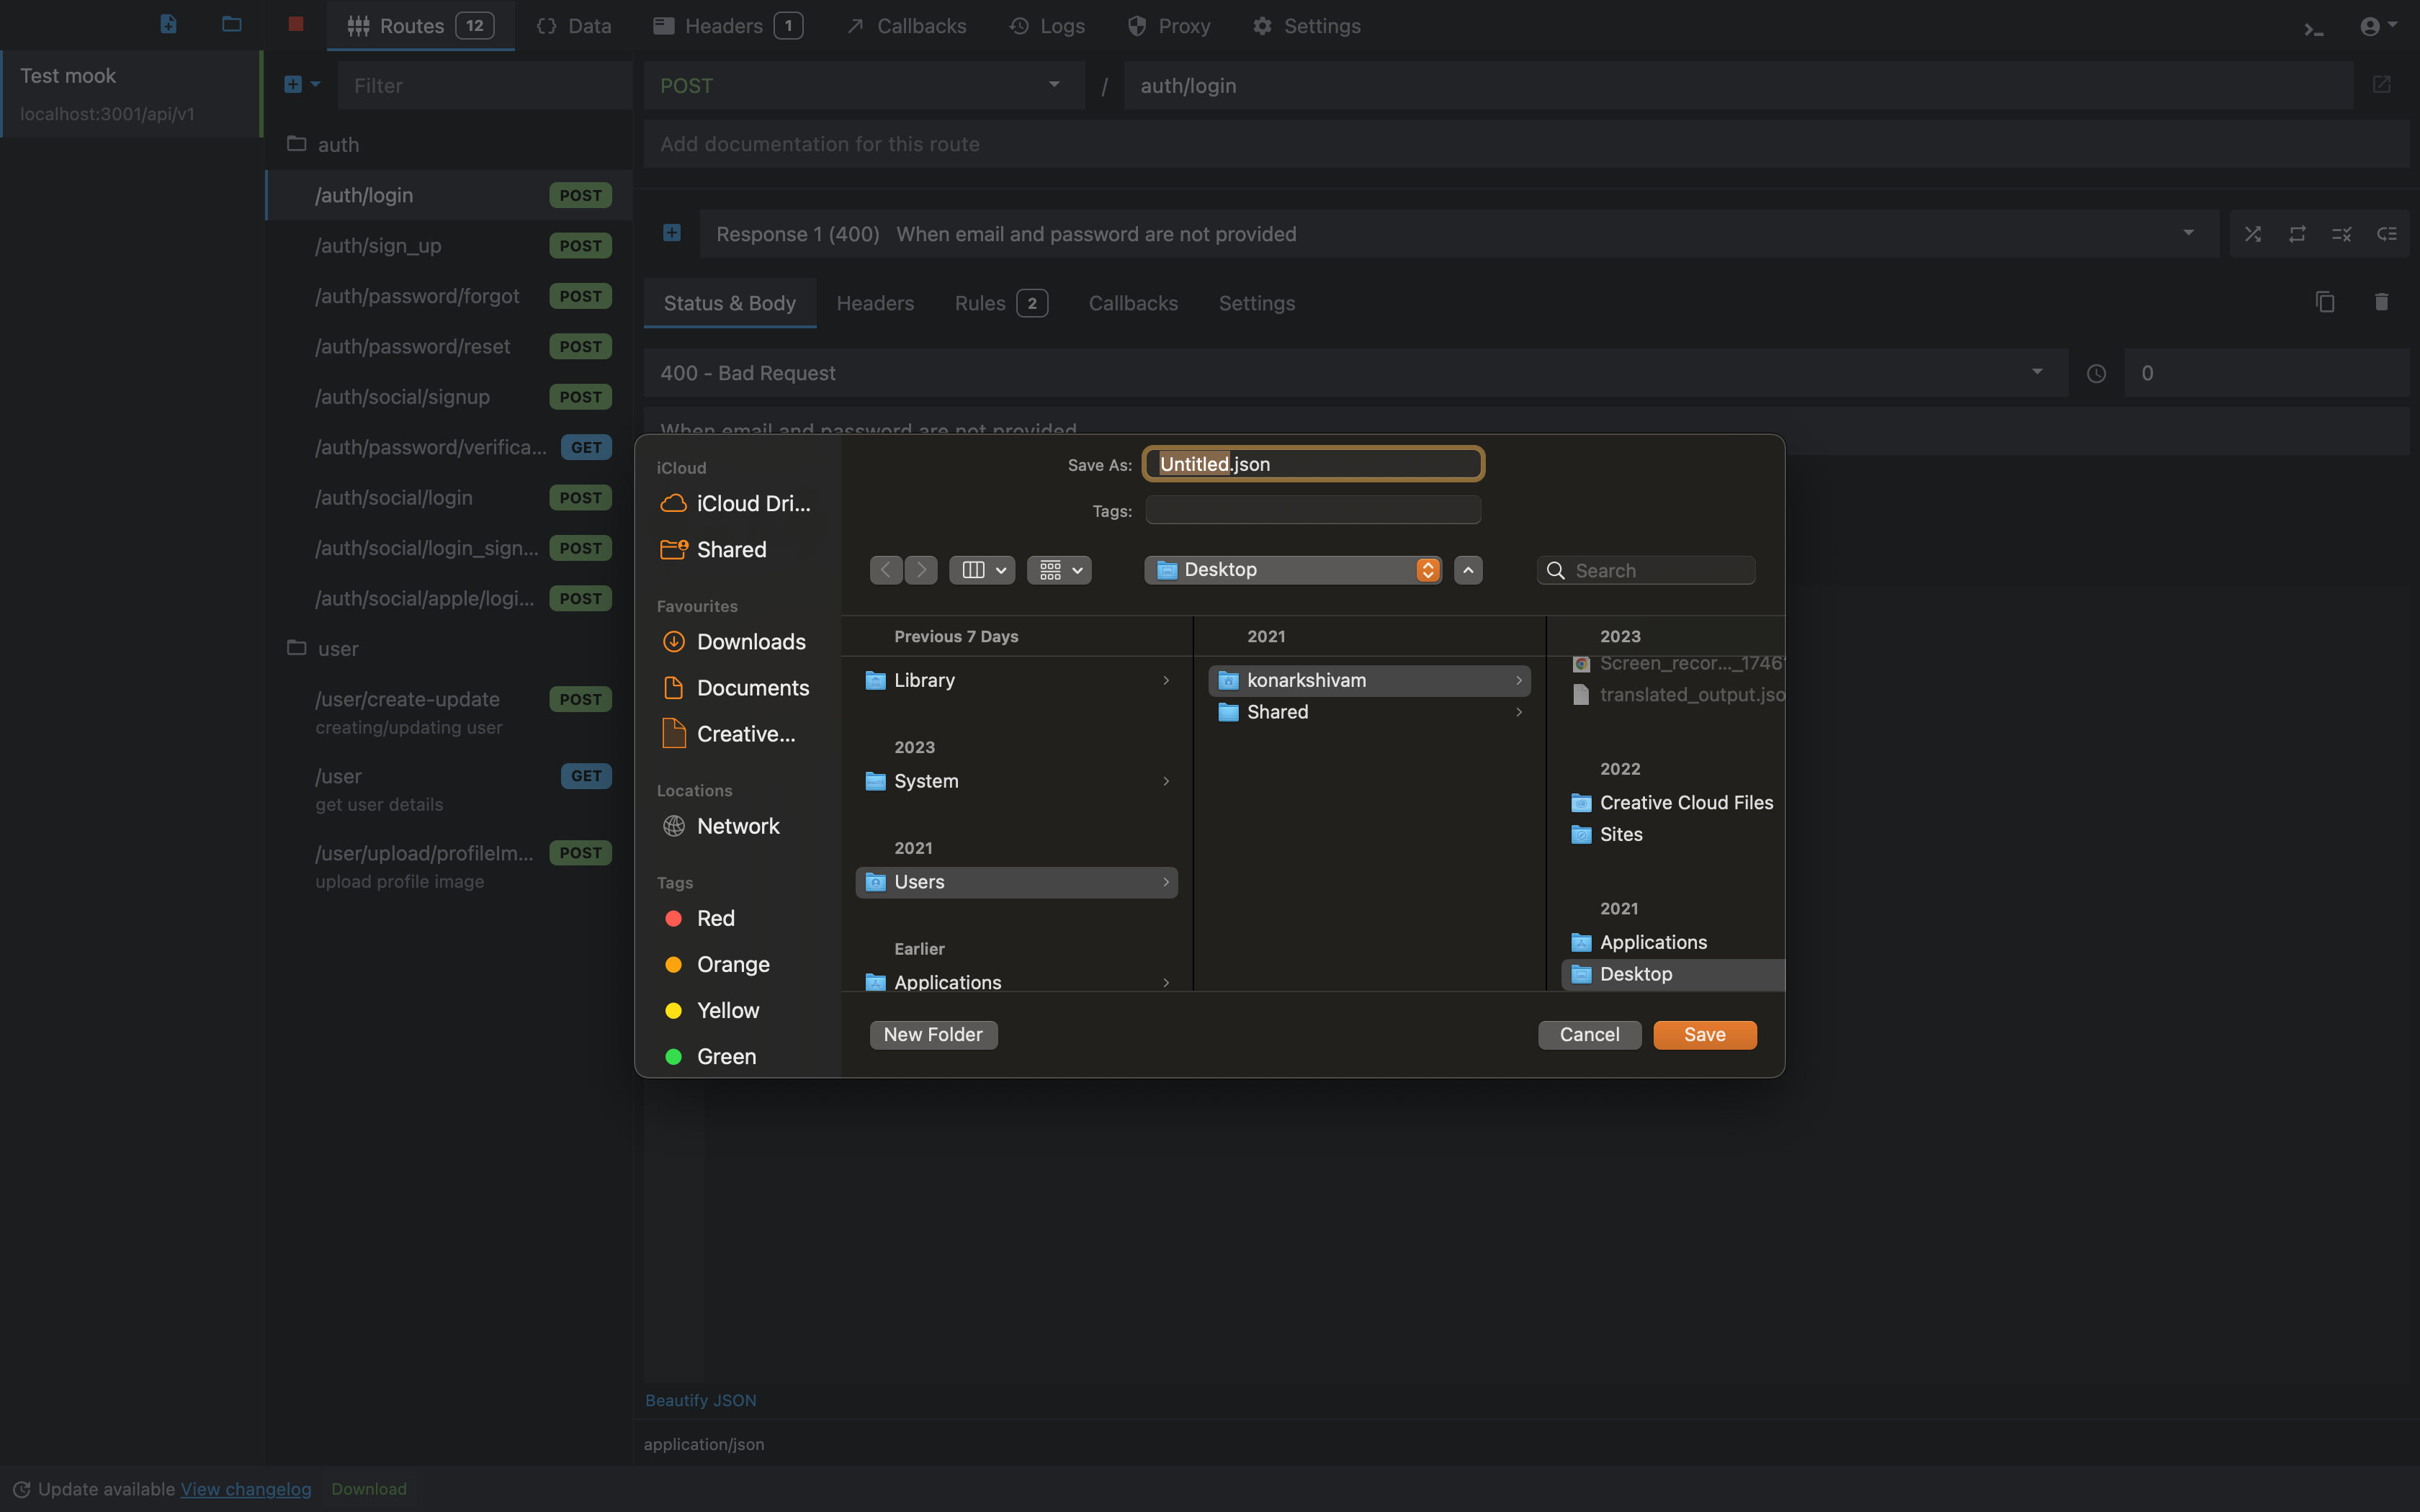 Routes 12
Data
Headers 1
Callbacks
Logs
Proxy
Settings
Test mook
localhost:3001/api/v1
Filter
POST
/
auth/login
Add documentation for this route
auth
/auth/login POST
/auth/sign_up POST
/auth/password/forgot POST
/auth/password/reset POST
/auth/social/signup POST
/auth/password/verifica... GET
/auth/social/login POST
/auth/social/login_sign... POST
/auth/social/apple/logi... POST
user
/user/create-update POST
creating/updating user
/user GET
get user details
/user/upload/profileIm... POST
upload profile image
Response 1 (400) When email and password are not provided
Status & Body
Headers
Rules 2
Callbacks
Settings
400 - Bad Request
0
When email and password are not provided
iCloud
iCloud Dri...
Shared
Favourites
Downloads
Documents
Creative...
Locations
Network
Tags
Red
Orange
Yellow
Green
Save As: Untitled.json
Tags:
Desktop
Search
Previous 7 Days
Library
2023
System
2021
Users
Earlier
Applications
2021
konarkshivam
Shared
2023
Screen_recor..._1746
translated_output.jso
2022
Creative Cloud Files
Sites
2021
Applications
Desktop
New Folder
Cancel
Save
Beautify JSON
application/json
Update available View changelog Download